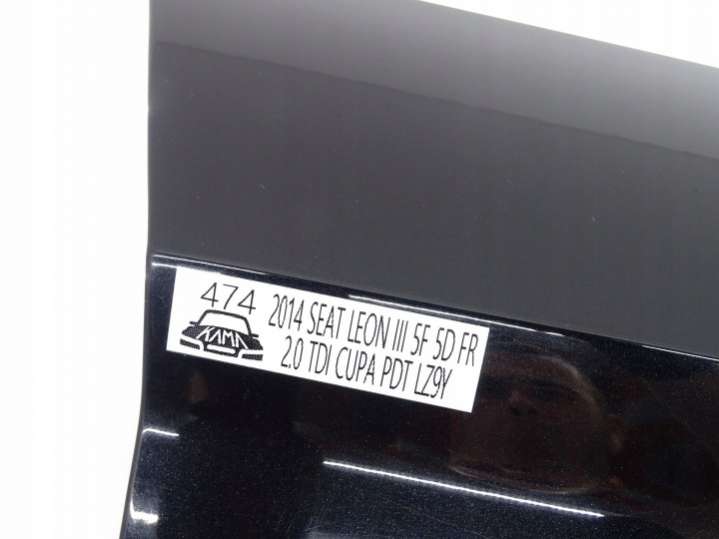 474
KAMA
2014 SEAT LEON III 5F 5D FR
2.0 TDI CUPA PDT LZ9Y